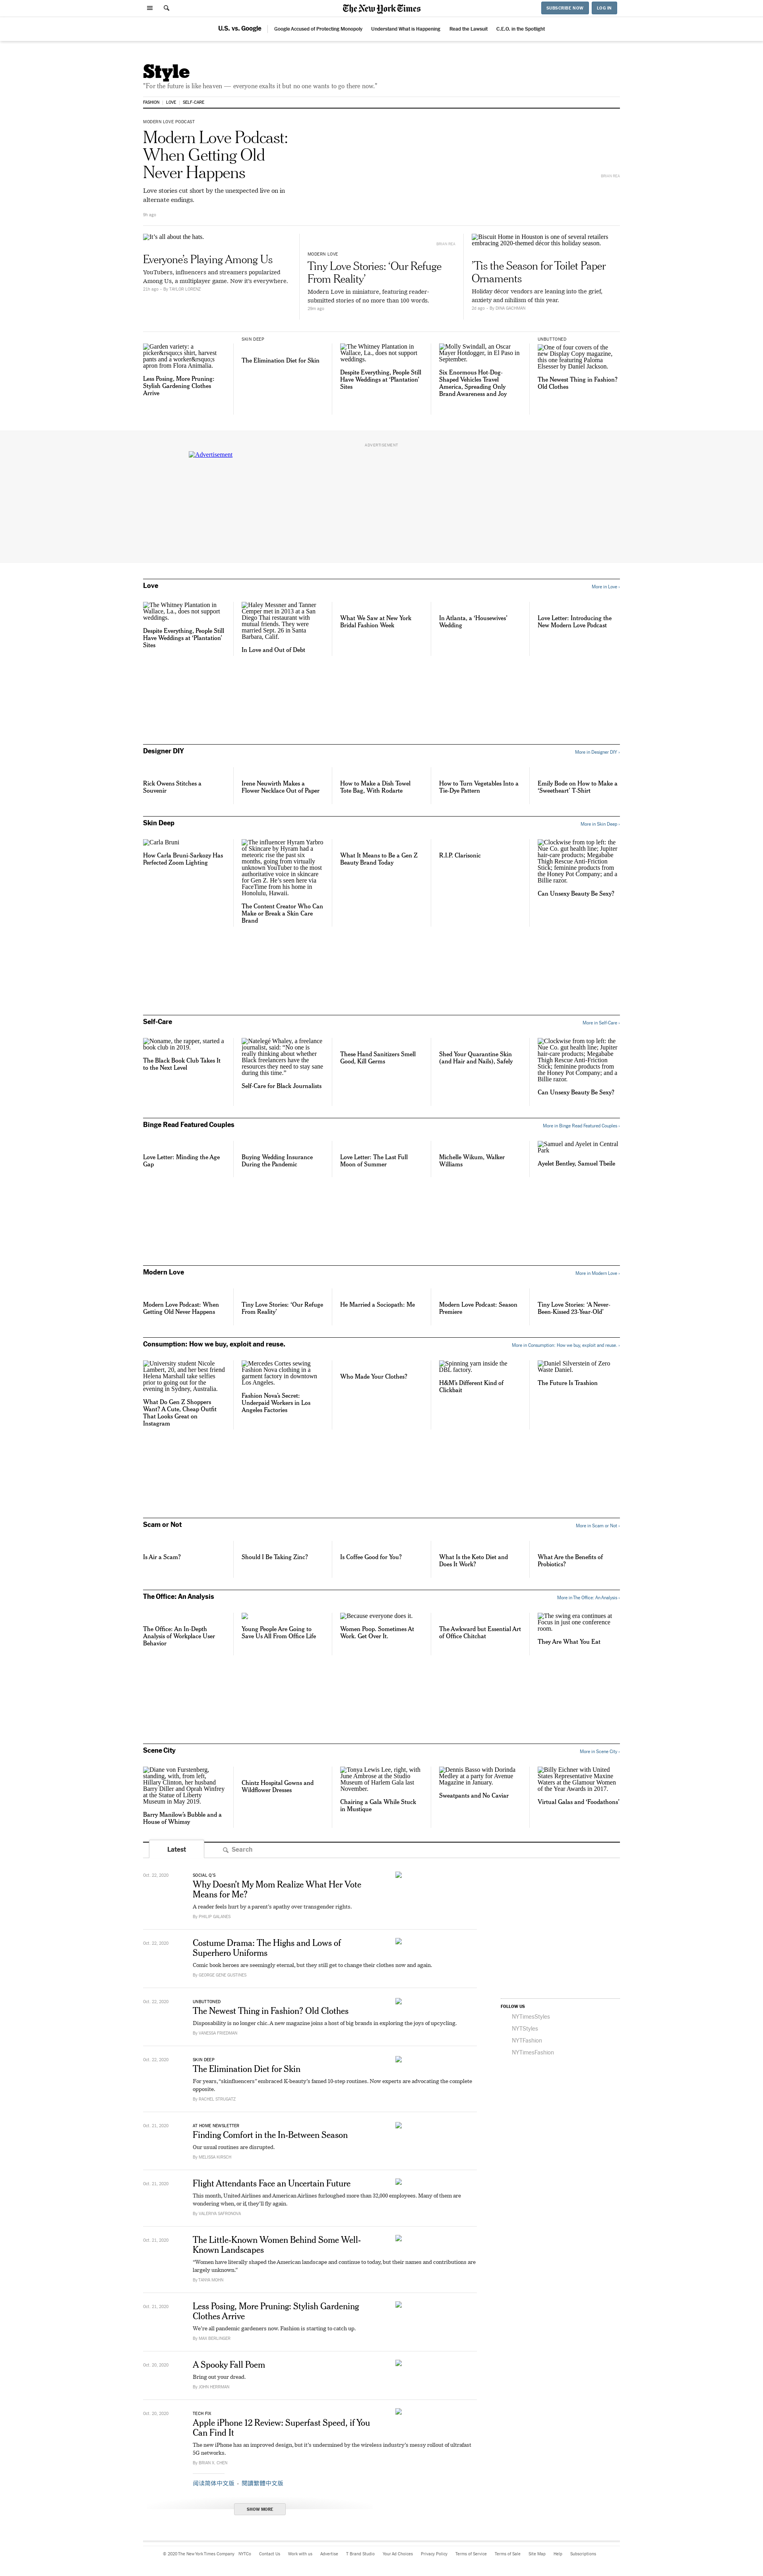 SUBSCRIBE NOW
LOG IN
The New York Times
U.S. vs. Google
Google Accused of Protecting Monopoly
Understand What is Happening
Read the Lawsuit
C.E.O. in the Spotlight
Style
"For the future is like heaven — everyone exalts it but no one wants to go there now."
FASHION
LOVE
SELF-CARE
MODERN LOVE PODCAST
Modern Love Podcast:
When Getting Old
Never Happens
Love stories cut short by the unexpected live on in
alternate endings.
6h ago
BRIAN REA
It's all about the hats.
Everyone's Playing Among Us
YouTubers, influencers and streamers popularized
Among Us, a multiplayer game. Now it's everywhere.
22h ago · By TAYLOR LORENZ
BRIAN REA
MODERN LOVE
Tiny Love Stories: 'Our Refuge
From Reality'
Modern Love in miniature, featuring reader-
submitted stories of no more than 100 words.
28m ago
Biscuit Home in Houston is one of several retailers
embracing 2020-themed décor this holiday season.
'Tis the Season for Toilet Paper
Ornaments
Holiday décor vendors are leaning into the grief,
anxiety and nihilism of this year.
2d ago · By GINA GACHMAN
Garden variety: a
picker&rsquo;s shirt, harvest
pants and a worker&rsquo;s
apron from Flora Animalia.
Less Posing, More Pruning:
Stylish Gardening Clothes
Arrive
SKIN DEEP
The Elimination Diet for Skin
The Whitney Plantation in
Wallace, La., does not support
weddings.
Despite Everything, People Still
Have Weddings at 'Plantation'
Sites
Molly Swindall, an Oscar
Mayer Hotdogger, in El Paso in
September.
Six Enormous Hot-Dog-
Shaped Vehicles Travel
America, Spreading Only
Brand Awareness and Joy
UNBUTTONED
One of four covers of the
new Display Copy magazine,
this one featuring Paloma
Elsesser by Daniel Jackson.
The Newest Thing in Fashion?
Old Clothes
ADVERTISEMENT
Advertisement
Love
More in Love ›
The Whitney Plantation in
Wallace, La., does not support
weddings.
Despite Everything, People Still
Have Weddings at 'Plantation'
Sites
Haley Messner and Tanner
Cemper met in 2013 at a San
Diego Thai restaurant with
mutual friends. They were
married Sept. 26 in Santa
Barbara, Calif.
In Love and Out of Debt
What We Saw at New York
Bridal Fashion Week
In Atlanta, a 'Housewives'
Wedding
Love Letter: Introducing the
New Modern Love Podcast
Designer DIY
More in Designer DIY ›
Rick Owens Stitches a
Souvenir
Irene Neuwirth Makes a
Flower Necklace Out of Paper
How to Make a Dish Towel
Tote Bag, With Rodarte
How to Turn Vegetables Into a
Tie-Dye Pattern
Emily Bode on How to Make a
'Sweetheart' T-Shirt
Skin Deep
More in Skin Deep ›
Carla Bruni
How Carla Bruni-Sarkozy Has
Perfected Zoom Lighting
The influencer Hyram Yarbro
of Skincare by Hyram had a
meteoric rise the past six
months, going from virtually
unknown YouTuber to the most
authoritative voice in skincare
for Gen Z. He's seen here via
FaceTime from his home in
Honolulu, Hawaii.
The Content Creator Who Can
Make or Break a Skin Care
Brand
What It Means to Be a Gen Z
Beauty Brand Today
R.I.P. Clarisonic
Clockwise from top left: the
Nue Co. gut health line; Jupiter
hair-care products; Megababe
Thigh Rescue Anti-Friction
Stick; feminine products from
the Honey Pot Company; and a
Billie razor.
Can Unsexy Beauty Be Sexy?
Self-Care
More in Self-Care ›
Noname, the rapper, started a
book club in 2019.
The Black Book Club Takes It
to the Next Level
Natelegé Whaley, a freelance
journalist, said: "No one is
really thinking about whether
Black freelancers have the
resources they need to stay sane
during this time."
Self-Care for Black Journalists
These Hand Sanitizers Smell
Good, Kill Germs
Shed Your Quarantine Skin
(and Hair and Nails), Safely
Clockwise from top left: the
Nue Co. gut health line; Jupiter
hair-care products; Megababe
Thigh Rescue Anti-Friction
Stick; feminine products from
the Honey Pot Company; and a
Billie razor.
Can Unsexy Beauty Be Sexy?
Binge Read Featured Couples
More in Binge Read Featured Couples ›
Love Letter: Minding the Age
Gap
Buying Wedding Insurance
During the Pandemic
Love Letter: The Last Full
Moon of Summer
Michelle Wikum, Walker
Williams
Samuel and Ayelet in Central
Park
Ayelet Bentley, Samuel Tbeile
Modern Love
More in Modern Love ›
Modern Love Podcast: When
Getting Old Never Happens
Tiny Love Stories: 'Our Refuge
From Reality'
He Married a Sociopath: Me
Modern Love Podcast: Season
Premiere
Tiny Love Stories: 'A Never-
Been-Kissed 23-Year-Old'
Consumption: How we buy, exploit and reuse.
More in Consumption: How we buy, exploit and reuse. ›
University student Nicole
Lambert, 20, and her best friend
Helena Marshall take selfies
prior to going out for the
evening in Sydney, Australia.
What Do Gen Z Shoppers
Want? A Cute, Cheap Outfit
That Looks Great on
Instagram
Mercedes Cortes sewing
Fashion Nova clothing in a
garment factory in downtown
Los Angeles.
Fashion Nova's Secret:
Underpaid Workers in Los
Angeles Factories
Who Made Your Clothes?
Spinning yarn inside the
DBL factory.
H&M's Different Kind of
Clickbait
Daniel Silverstein of Zero
Waste Daniel.
The Future Is Trashion
Scam or Not
More in Scam or Not ›
Is Air a Scam?
Should I Be Taking Zinc?
Is Coffee Good for You?
What Is the Keto Diet and
Does It Work?
What Are the Benefits of
Probiotics?
The Office: An Analysis
More in The Office: An Analysis ›
The Office: An In-Depth
Analysis of Workplace User
Behavior
Young People Are Going to
Save Us All From Office Life
Because everyone does it.
Women Poop. Sometimes At
Work. Get Over It.
The Awkward but Essential Art
of Office Chitchat
The swing era continues at
Focus in just one conference
room.
They Are What You Eat
Scene City
More in Scene City ›
Diane von Furstenberg,
standing, with, from left,
Hillary Clinton, her husband
Barry Diller and Oprah Winfrey
at the Statue of Liberty
Museum in May 2019.
Barry Manilow's Bubble and a
House of Whimsy
Chintz Hospital Gowns and
Wildflower Dresses
Tonya Lewis Lee, right, with
June Ambrose at the Studio
Museum of Harlem Gala last
November.
Chairing a Gala While Stuck
in Mustique
Dennis Basso with Dorinda
Medley at a party for Avenue
Magazine in January.
Sweatpants and No Caviar
Billy Eichner with United
States Representative Maxine
Waters at the Glamour Women
of the Year Awards in 2017.
Virtual Galas and 'Foodathons'
Latest
Search
Oct. 22, 2020
SOCIAL Q'S
Why Doesn't My Mom Realize What Her Vote
Means for Me?
A reader feels hurt by a parent's apathy over transgender rights.
By PHILIP GALANES
Oct. 22, 2020
Costume Drama: The Highs and Lows of
Superhero Uniforms
Comic book heroes are seemingly eternal, but they still get to change their clothes now and again.
By GEORGE GENE GUSTINES
Oct. 22, 2020
UNBUTTONED
The Newest Thing in Fashion? Old Clothes
Disposability is no longer chic. A new magazine joins a host of big brands in exploring the joys of upcycling.
By VANESSA FRIEDMAN
Oct. 22, 2020
SKIN DEEP
The Elimination Diet for Skin
For years, "skinfluencers" embraced K-beauty's famed 10-step routines. Now experts are advocating the complete
opposite.
By RACHEL STRUGATZ
Oct. 21, 2020
AT HOME NEWSLETTER
Finding Comfort in the In-Between Season
Our usual routines are disrupted.
By MELISSA KIRSCH
Oct. 21, 2020
Flight Attendants Face an Uncertain Future
This month, United Airlines and American Airlines furloughed more than 32,000 employees. Many of them are
wondering when, or if, they'll fly again.
By VALERIYA SAFRONOVA
Oct. 21, 2020
The Little-Known Women Behind Some Well-
Known Landscapes
"Women have literally shaped the American landscape and continue to today, but their names and contributions are
largely unknown."
By TANYA MOHN
Oct. 21, 2020
Less Posing, More Pruning: Stylish Gardening
Clothes Arrive
We're all pandemic gardeners now. Fashion is starting to catch up.
By MAX BERLINGER
Oct. 20, 2020
A Spooky Fall Poem
Bring out your dread.
By JOHN HERRMAN
Oct. 20, 2020
TECH FIX
Apple iPhone 12 Review: Superfast Speed, if You
Can Find It
The new iPhone has an improved design, but it's undermined by the wireless industry's messy rollout of ultrafast
5G networks.
By BRIAN X. CHEN
阅读简体中文版 · 閱讀繁體中文版
SHOW MORE
FOLLOW US
NYTimesStyles
NYTStyles
NYTFashion
NYTimesFashion
© 2020 The New York Times Company
NYTCo
Contact Us
Work with us
Advertise
T Brand Studio
Your Ad Choices
Privacy Policy
Terms of Service
Terms of Sale
Site Map
Help
Subscriptions